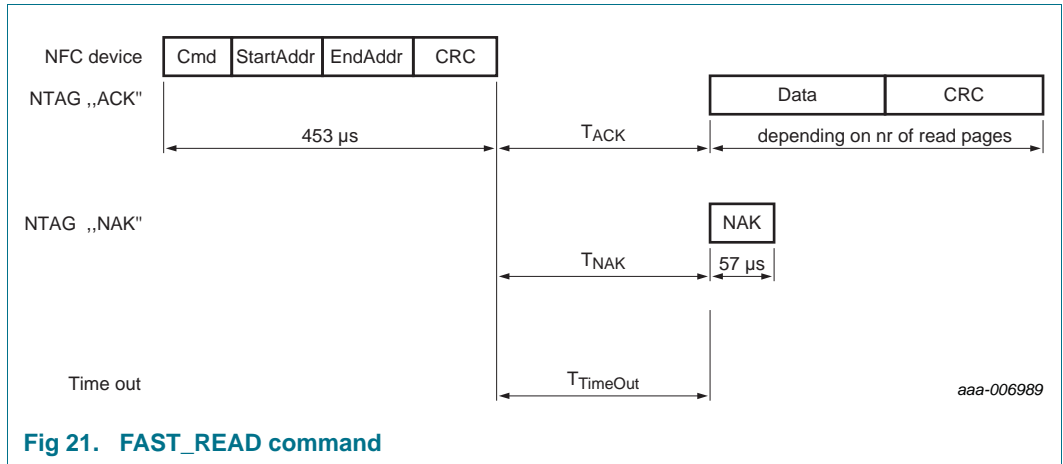 NFC device Cmd StartAddr EndAddr CRC
NTAG ,,ACK" Data CRC
453 µs TACK depending on nr of read pages
NTAG ,,NAK" NAK
TNAK 57 µs
Time out TTimeOut aaa-006989
Fig 21. FAST_READ command